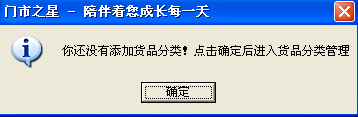 门市之星 - 陪伴着您成长每一天
你还没有添加货品分类！点击确定后进入货品分类管理
确定